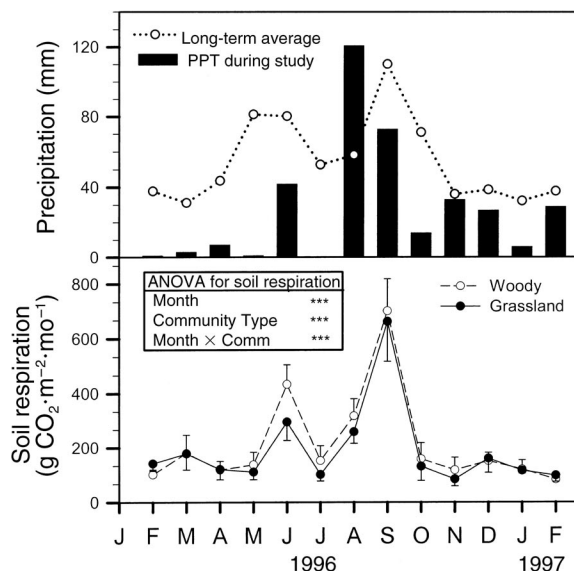 Long-term average
PPT during study
120
80
40
0
Precipitation (mm)
ANOVA for soil respiration
Month ***
Community Type ***
Month × Comm ***
Woody
Grassland
800
600
400
200
0
Soil respiration
(g CO₂·m⁻²·mo⁻¹)
J F M A M J J A S O N D J F
1996 1997